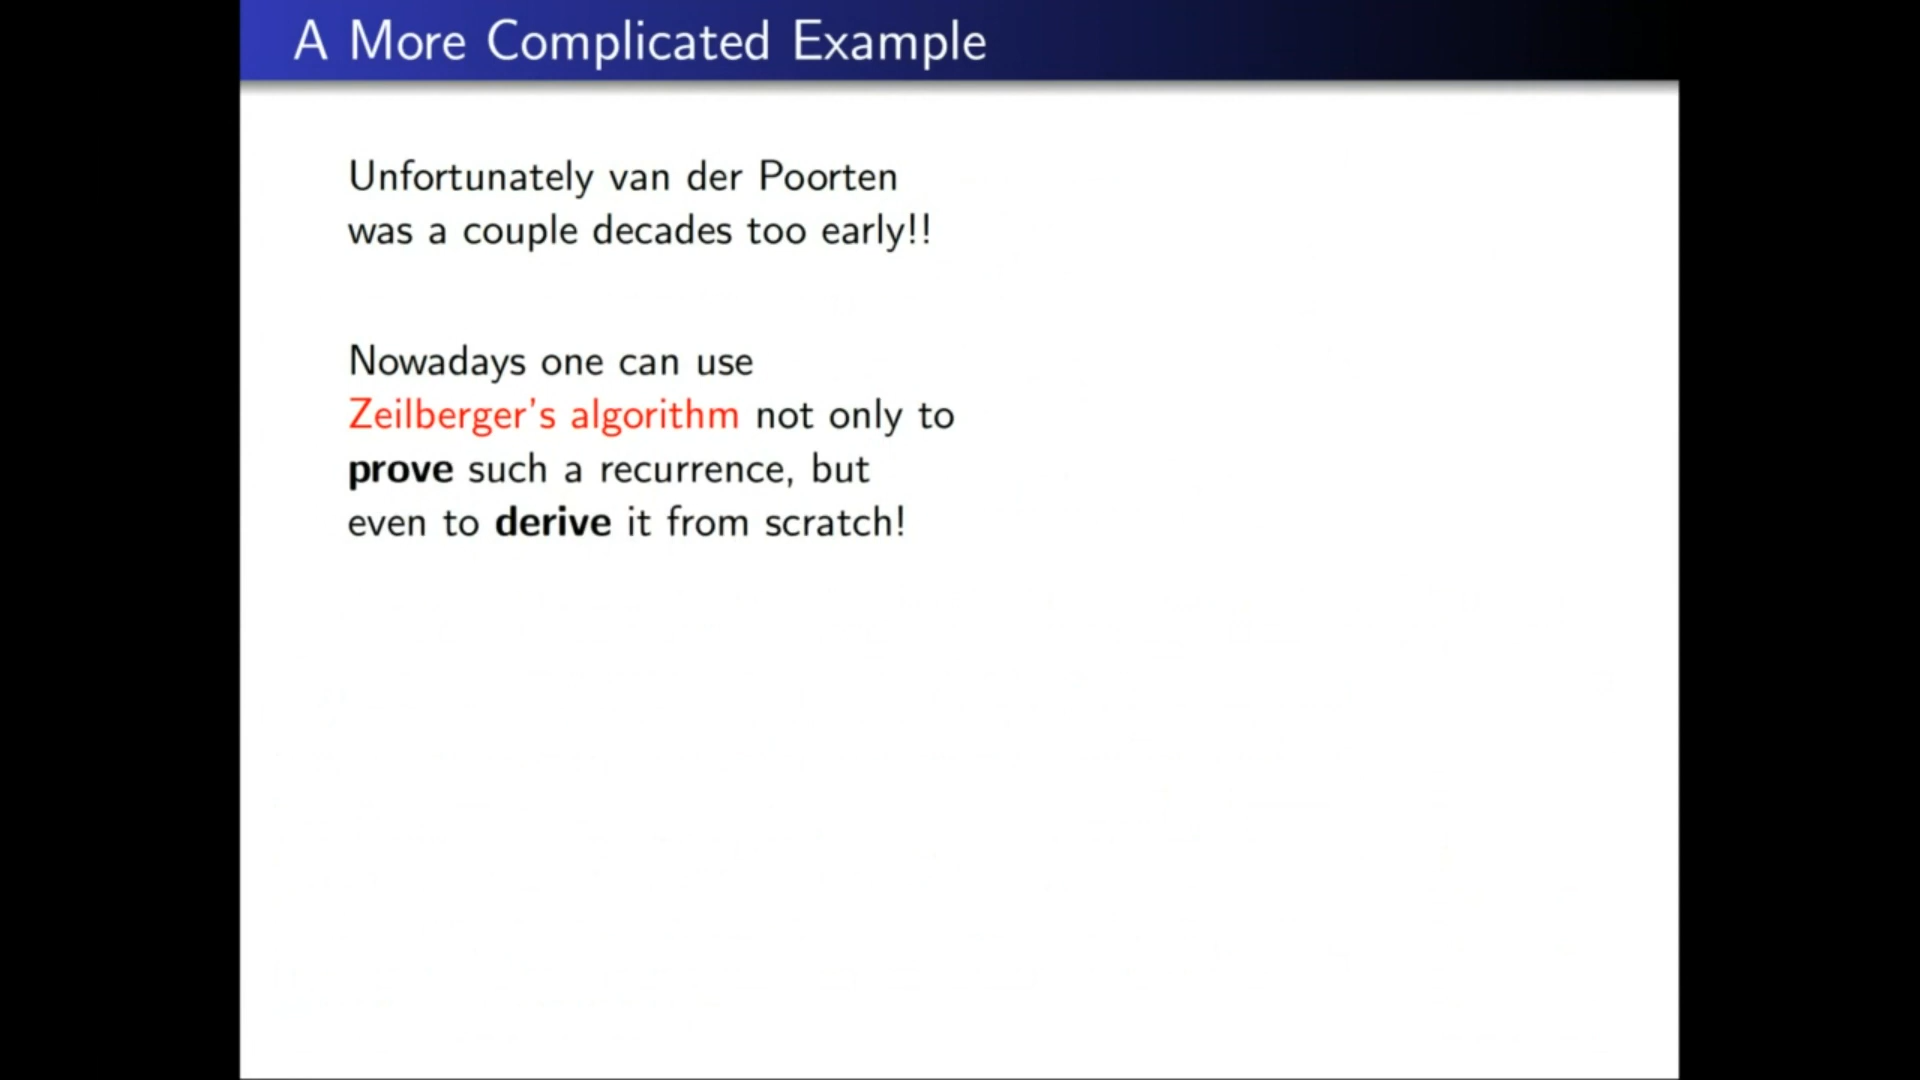 A More Complicated Example
Unfortunately van der Poorten
was a couple decades too early!!
Nowadays one can use
Zeilberger's algorithm not only to
prove such a recurrence, but
even to derive it from scratch!